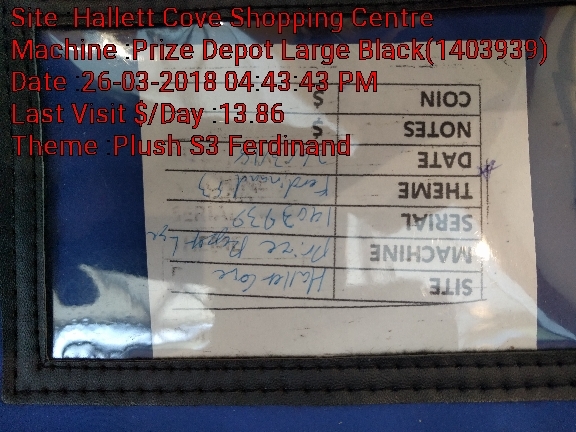 Site :Hallett Cove Shopping Centre
Machine :Prize Depot Large Black(1403939)
Date :26-03-2018 04:43:43 PM
Last Visit $/Day :13.86
Theme :Plush S3 Ferdinand
SITE Hallet Cove
MACHINE Prize
SERIAL 1403939
THEME Ferdinand S3
DATE
NOTES $
COIN $